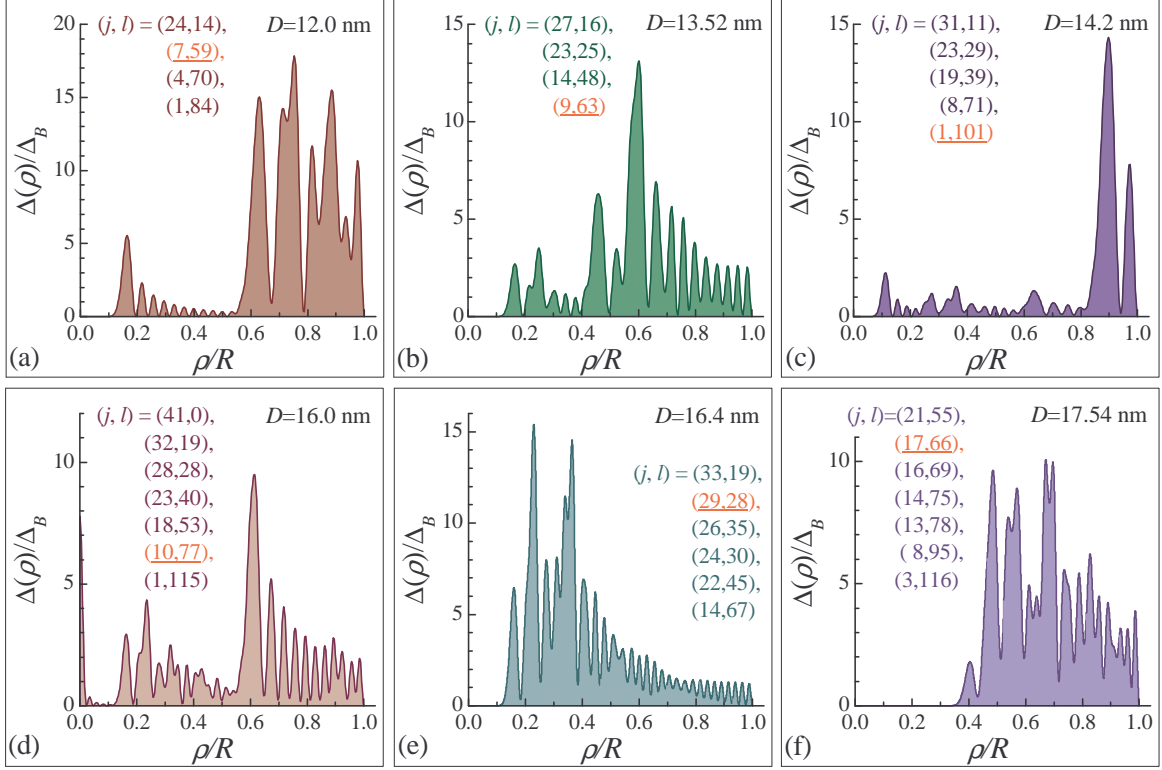 (j, l) = (24,14),
(7,59),
(4,70),
(1,84)
D=12.0 nm
20
15
10
5
0
Δ(ρ)/Δ_B
0.0 0.2 0.4 0.6 0.8 1.0
(a)
ρ/R
(j, l) = (27,16),
(23,25),
(14,48),
(9,63)
D=13.52 nm
15
10
5
0
Δ(ρ)/Δ_B
0.0 0.2 0.4 0.6 0.8 1.0
(b)
ρ/R
(j, l) = (31,11),
(23,29),
(19,39),
(8,71)
(1,101)
D=14.2 nm
15
10
5
0
Δ(ρ)/Δ_B
0.0 0.2 0.4 0.6 0.8 1.0
(c)
ρ/R
(j, l) = (41,0),
(32,19),
(28,28),
(23,40),
(18,53),
(10,77),
(1,115)
D=16.0 nm
10
5
0
Δ(ρ)/Δ_B
0.0 0.2 0.4 0.6 0.8 1.0
(d)
ρ/R
D=16.4 nm
(j, l) = (33,19),
(29,28),
(26,35),
(24,30),
(22,45),
(14,67)
15
10
5
0
Δ(ρ)/Δ_B
0.0 0.2 0.4 0.6 0.8 1.0
(e)
ρ/R
(j, l)=(21,55),
(17,66),
(16,69),
(14,75),
(13,78),
( 8,95),
(3,116)
D=17.54 nm
10
5
0
Δ(ρ)/Δ_B
0.0 0.2 0.4 0.6 0.8 1.0
(f)
ρ/R